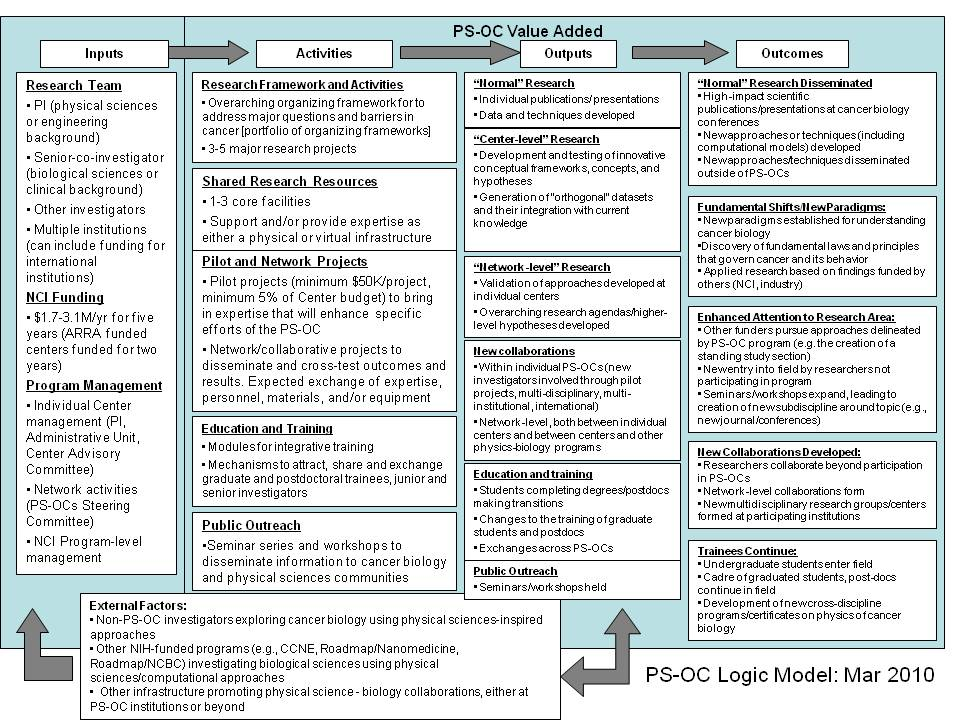 PS-OC Value Added
Inputs
Activities
Outputs
Outcomes
Research Team
• PI (physical sciences
or engineering
background)
• Senior-co-investigator
(biological sciences or
clinical background)
• Other investigators
• Multiple institutions
(can include funding for
international
institutions)
NCI Funding
• $1.7-3.1M/yr for five
years (ARRA funded
centers funded for two
years)
Program Management
• Individual Center
management (PI,
Administrative Unit,
Center Advisory
Committee)
• Network activities
(PS-OCs Steering
Committee)
• NCI Program-level
management
Research Framework and Activities
• Overarching organizing framework for to
address major questions and barriers in
cancer [portfolio of organizing frameworks]
• 3-5 major research projects
Shared Research Resources
• 1-3 core facilities
• Support and/or provide expertise as
either a physical or virtual infrastructure
Pilot and Network Projects
• Pilot projects (minimum $50K/project,
minimum 5% of Center budget) to bring
in expertise that will enhance specific
efforts of the PS-OC
• Network/collaborative projects to
disseminate and cross-test outcomes and
results. Expected exchange of expertise,
personnel, materials, and/or equipment
Education and Training
• Modules for integrative training
• Mechanisms to attract, share and exchange
graduate and postdoctoral trainees, junior and
senior investigators
Public Outreach
•Seminar series and workshops to
disseminate information to cancer biology
and physical sciences communities
“Normal” Research
• Individual publications/presentations
• Data and techniques developed
“Center-level” Research
• Development and testing of innovative
conceptual frameworks, concepts, and
hypotheses
• Generation of "orthogonal" datasets
and their integration with current
knowledge
“Network-level” Research
• Validation of approaches developed at
individual centers
• Overarching research agendas/higher-
level hypotheses developed
New collaborations
• Within individual PS-OCs (new
investigators involved through pilot
projects, multi-disciplinary, multi-
institutional, international)
• Network-level, both between individual
centers and between centers and other
physics-biology programs
Education and training
• Students completing degrees/postdocs
making transitions
• Changes to the training of graduate
students and postdocs
• Exchanges across PS-OCs
Public Outreach
• Seminars/workshops held
“Normal” Research Disseminated
• High-impact scientific
publications/presentations at cancer biology
conferences
• New approaches or techniques (including
computational models) developed
• New approaches/techniques disseminated
outside of PS-OCs
Fundamental Shifts/New Paradigms:
• New paradigms established for understanding
cancer biology
•Discovery of fundamental laws and principles
that govern cancer and its behavior
• Applied research based on findings funded by
others (NCI, industry)
Enhanced Attention to Research Area:
• Other funders pursue approaches delineated
by PS-OC program (e.g. the creation of a
standing study section)
• New entry into field by researchers not
participating in program
• Seminars/workshops expand, leading to
creation of new subdiscipline around topic (e.g.,
new journal/conferences)
New Collaborations Developed:
• Researchers collaborate beyond participation
in PS-OCs
• Network-level collaborations form
• New multidisciplinary research groups/centers
formed at participating institutions
Trainees Continue:
• Undergraduate students enter field
• Cadre of graduated students, post-docs
continue in field
• Development of new cross-discipline
programs/certificates on physics of cancer
biology
External Factors:
• Non-PS-OC investigators exploring cancer biology using physical sciences-inspired
approaches
• Other NIH-funded programs (e.g., CCNE, Roadmap/Nanomedicine,
Roadmap/NCBC) investigating biological sciences using physical
sciences/computational approaches
• Other infrastructure promoting physical science - biology collaborations, either at
PS-OC institutions or beyond
PS-OC Logic Model: Mar 2010